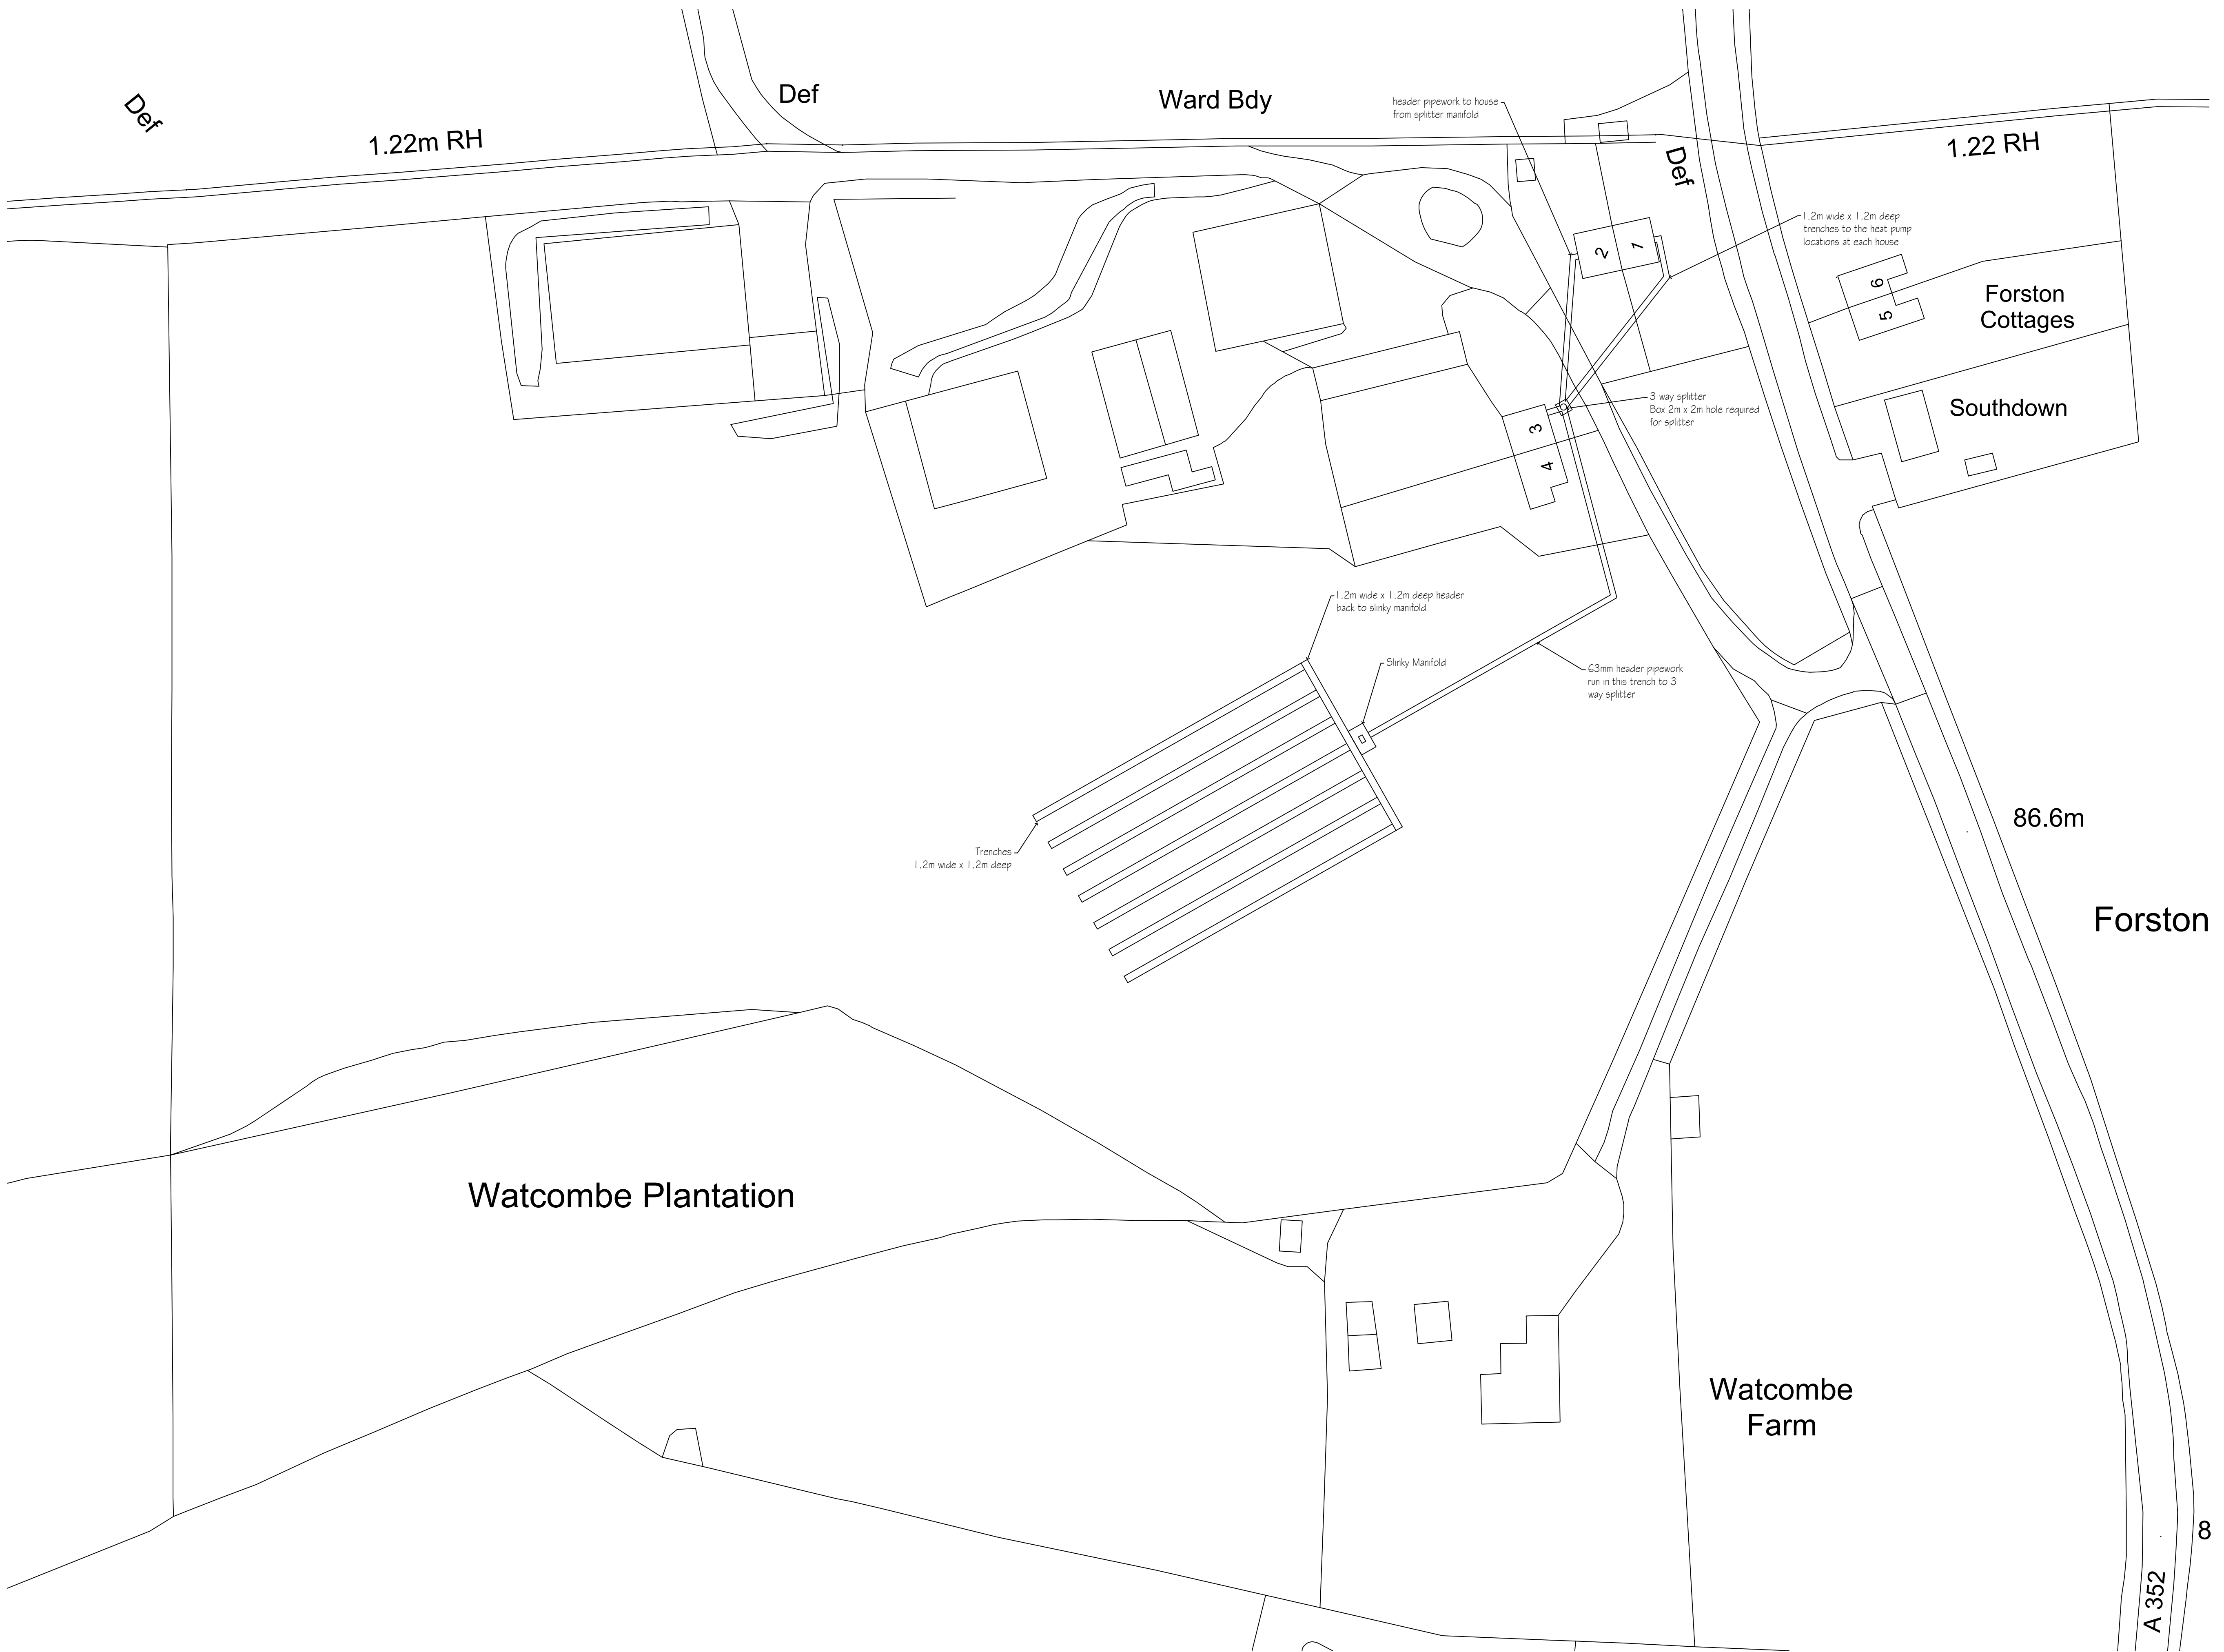 Def
1.22m RH
Def
Ward Bdy
header pipework to house
from splitter manifold
Def
1.22 RH
1.2m wide x 1.2m deep
trenches to the heat pump
locations at each house
2
1
6
5
Forston
Cottages
3 way splitter
Box 2m x 2m hole required
for splitter
Southdown
3
4
1.2m wide x 1.2m deep header
back to slinky manifold
Slinky Manifold
63mm header pipework
run in this trench to 3
way splitter
Trenches
1.2m wide x 1.2m deep
86.6m
Forston
Watcombe Plantation
Watcombe
Farm
8
A 352